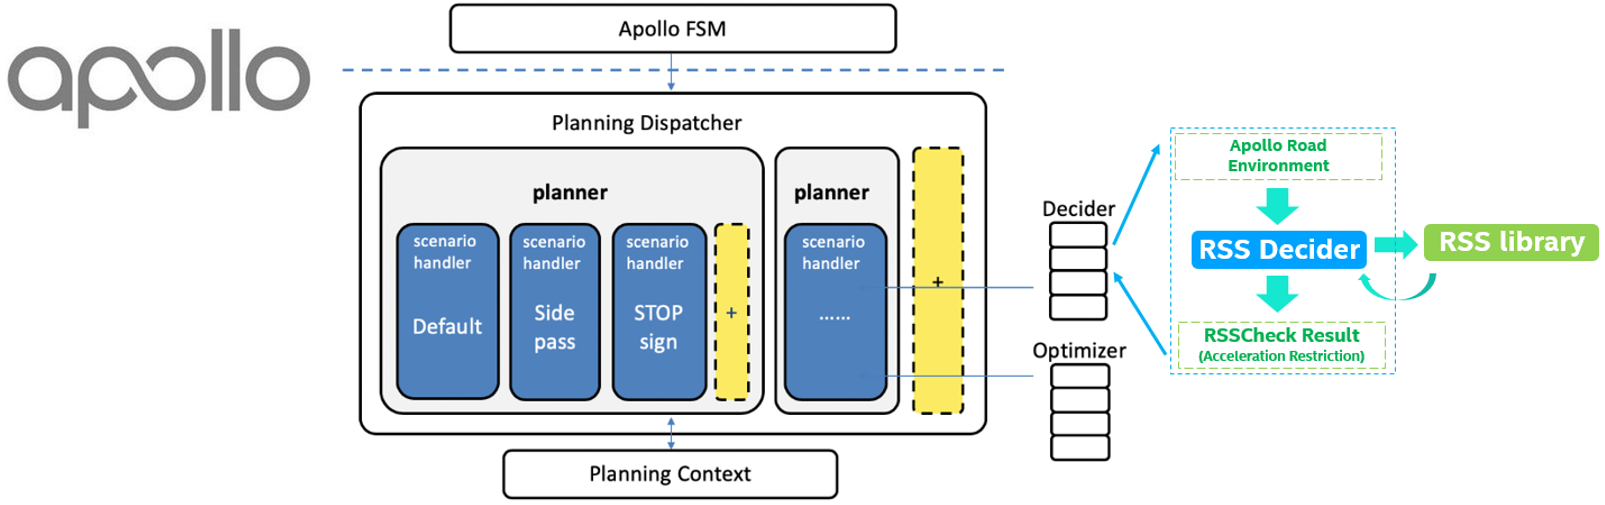 apollo
Apollo FSM
Planning Dispatcher
planner
scenario
handler
Default
scenario
handler
Side
pass
scenario
handler
STOP
sign
+
planner
scenario
handler
......
+
Decider
Optimizer
Planning Context
Apollo Road
Environment
RSS Decider
RSS library
RSSCheck Result
(Acceleration Restriction)